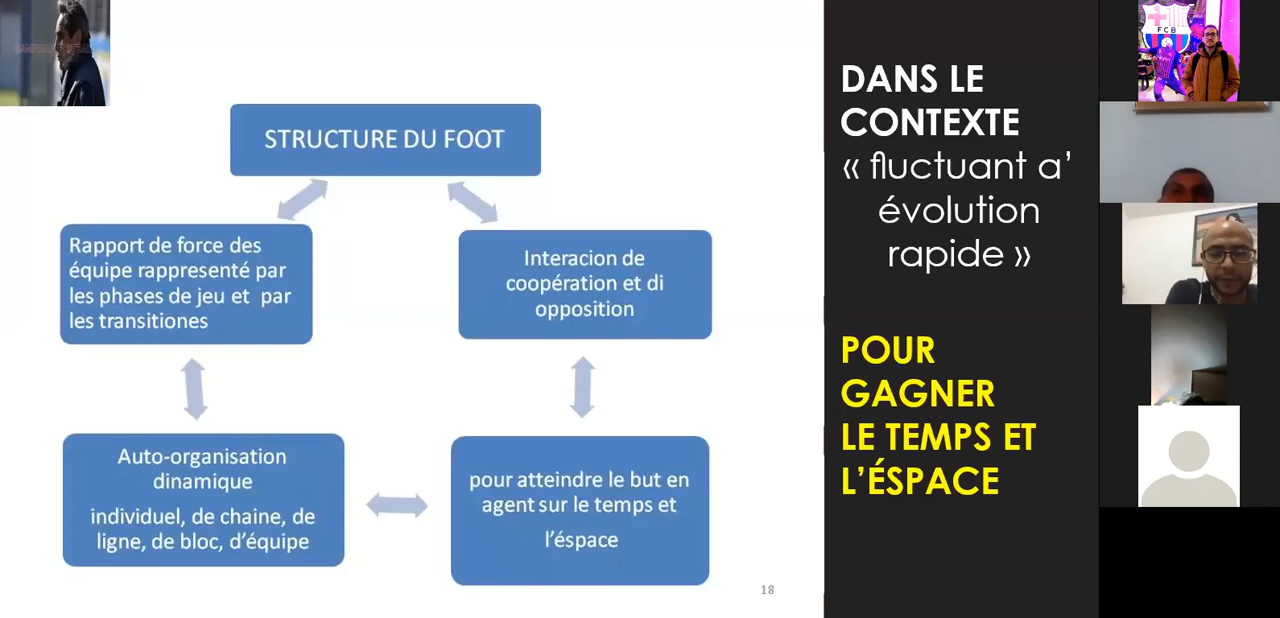 STRUCTURE DU FOOT
Rapport de force des
équipe rappresenté par
les phases de jeu et par
les transitiones
Interacion de
coopération et di
opposition
Auto-organisation
dinamique
individuel, de chaine, de
ligne, de bloc, d'équipe
pour atteindre le but en
agent sur le temps et
l'éspace
18
DANS LE
CONTEXTE
« fluctuant a'
évolution
rapide »
POUR
GAGNER
LE TEMPS ET
L'ÉSPACE
FCB